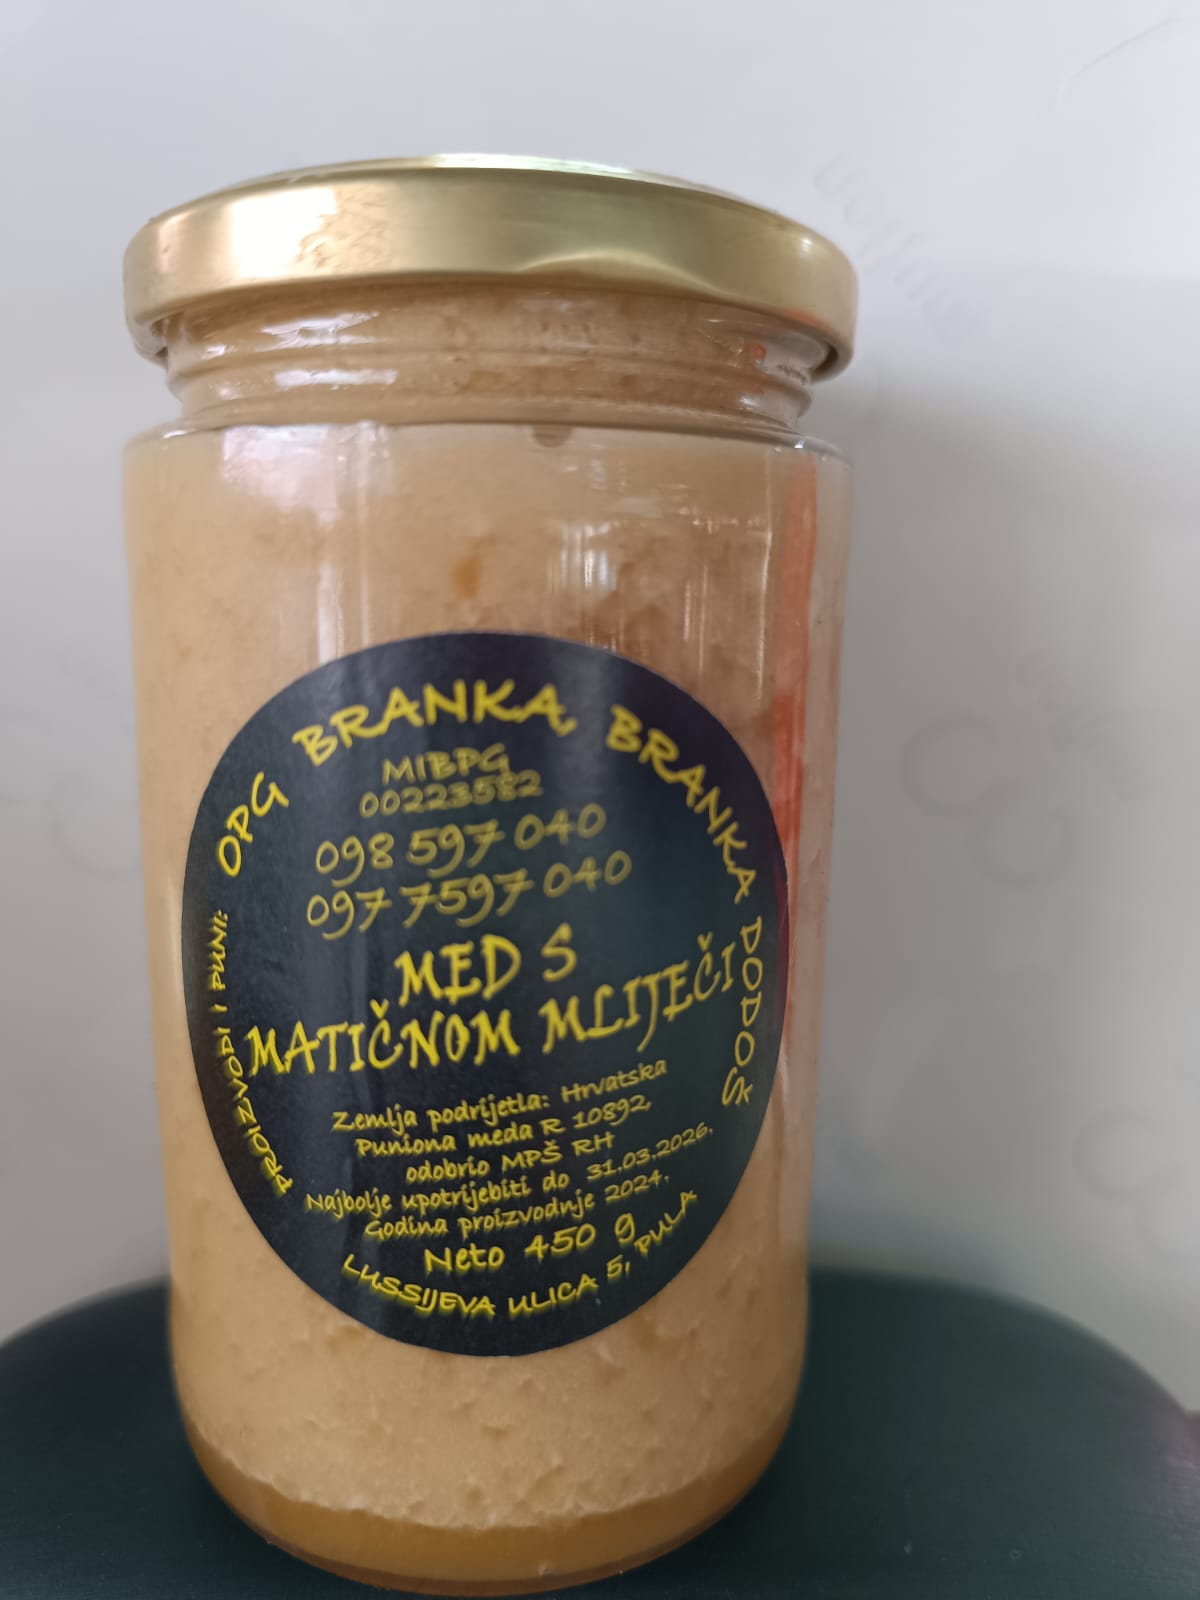 OPG BRANKA, BRANKA DODOŠ
MIBPG
00223582
098 597 040
097 7597 040
MED S
MATIČNOM MLIJEČI
Zemlja podrijetla: Hrvatska
Puniona meda R 10892,
odobrio MPŠ RH
Najbolje upotrijebiti do 31.03.2026.
Godina proizvodnje 2024.
Neto 450 g
LUSSIJEVA ULICA 5, PULA
PROIZVODI I PUNI: